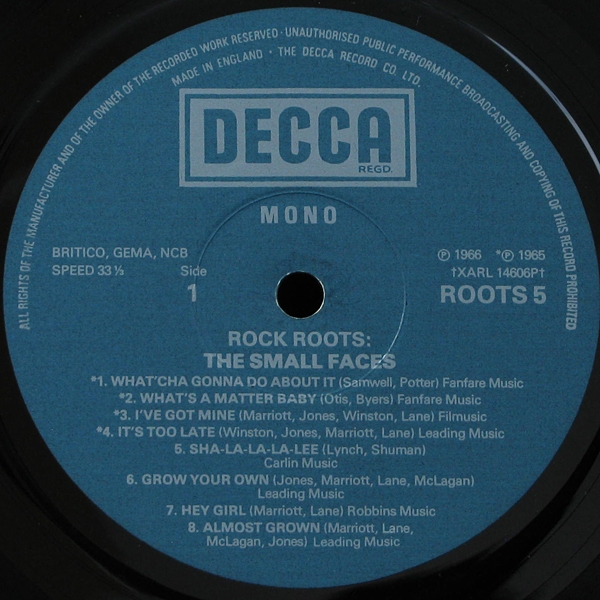 ALL RIGHTS OF THE MANUFACTURER AND OF THE OWNER OF THE RECORDED WORK RESERVED · UNAUTHORISED PUBLIC PERFORMANCE BROADCASTING AND COPYING OF THIS RECORD PROHIBITED
MADE IN ENGLAND · THE DECCA RECORD CO. LTD.
DECCA
REGD.
MONO
BRITICO, GEMA, NCB
SPEED 33⅓ Side
1
Ⓟ 1966 *Ⓟ 1965
†XARL 14606P†
ROOTS 5
ROCK ROOTS:
THE SMALL FACES
*1. WHAT'CHA GONNA DO ABOUT IT (Samwell, Potter) Fanfare Music
*2. WHAT'S A MATTER BABY (Otis, Byers) Fanfare Music
*3. I'VE GOT MINE (Marriott, Jones, Winston, Lane) Filmusic
*4. IT'S TOO LATE (Winston, Jones, Marriott, Lane) Leading Music
5. SHA-LA-LA-LA-LEE (Lynch, Shuman)
Carlin Music
6. GROW YOUR OWN (Jones, Marriott, Lane, McLagan)
Leading Music
7. HEY GIRL (Marriott, Lane) Robbins Music
8. ALMOST GROWN (Marriott, Lane,
McLagan, Jones) Leading Music